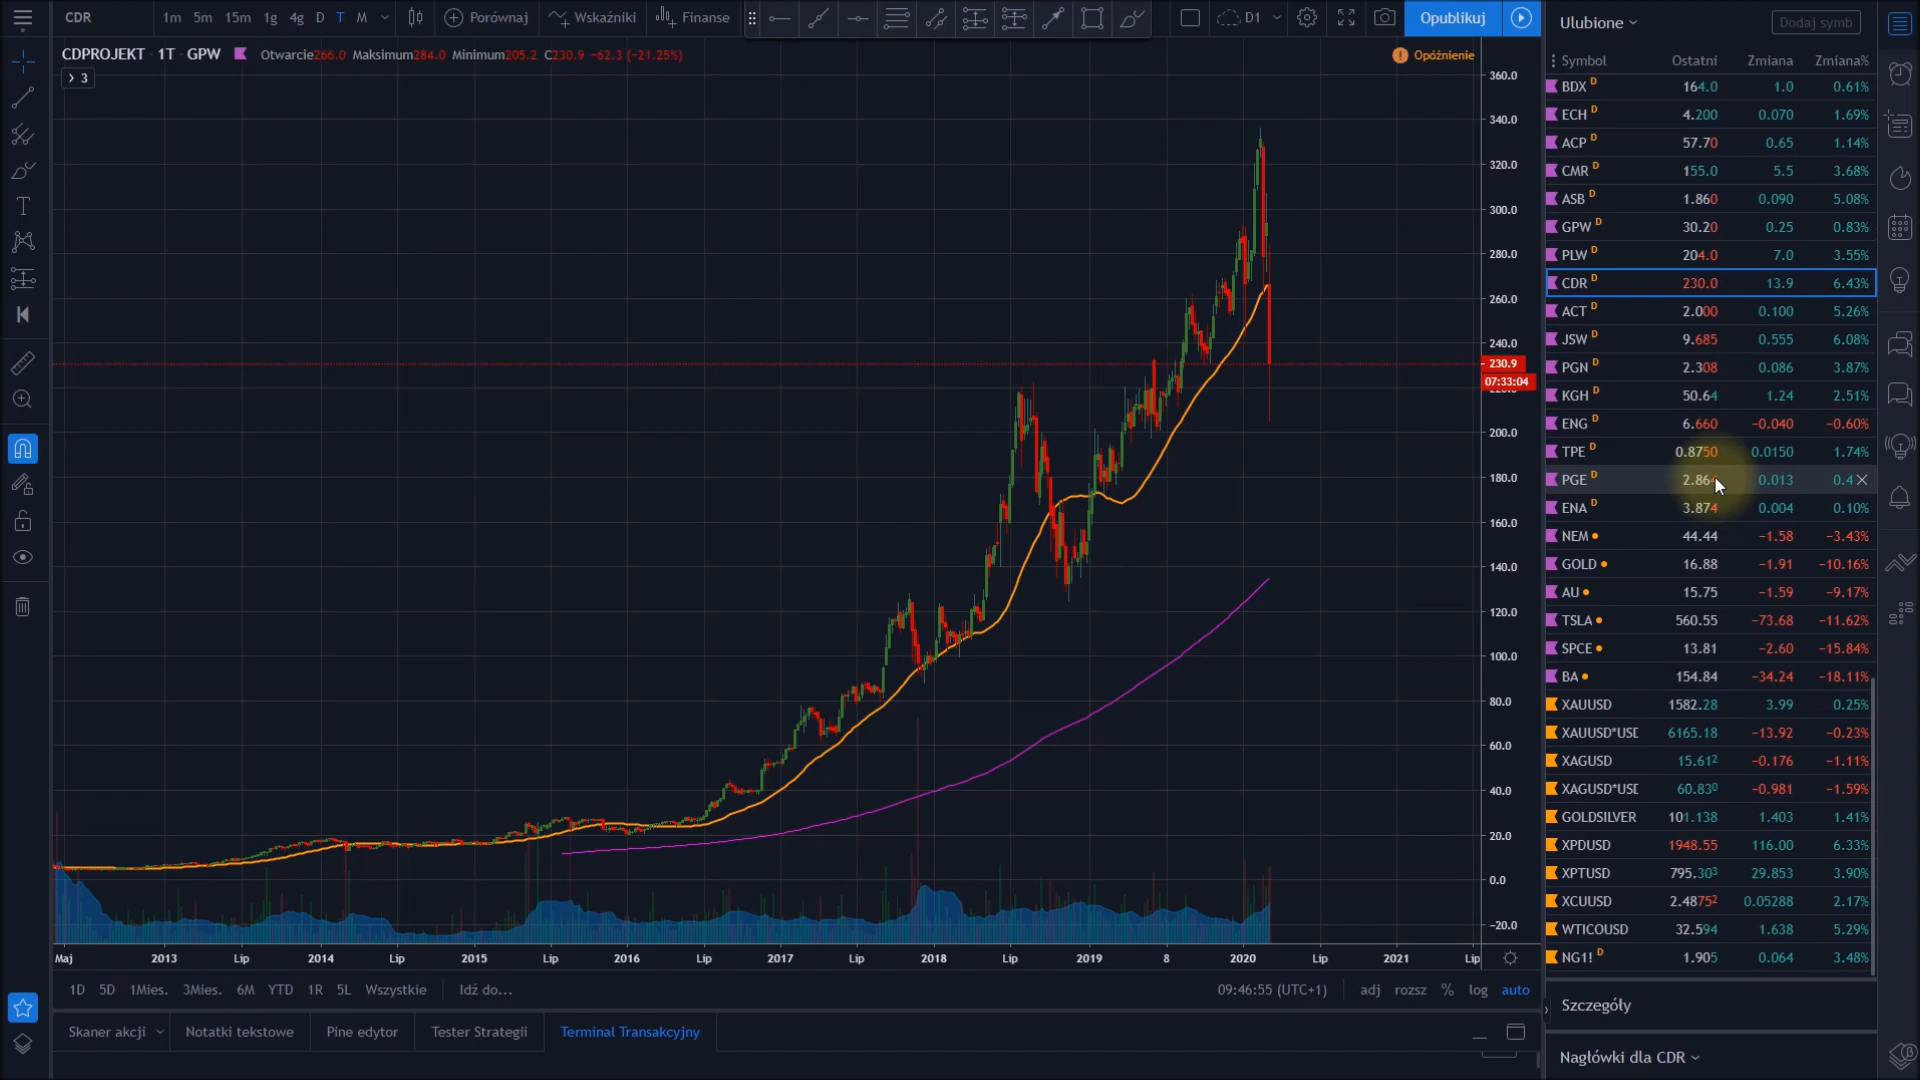 CDR 1m 5m 15m 1g 4g D T M Porównaj Wskaźniki Finanse D1 Opublikuj
CDPROJEKT · 1T · GPW Otwarcie266.0 Maksimum284.0 Minimum205.2 C230.9 −62.3 (−21.25%) Opóźnienie
3
360.0
340.0
320.0
300.0
280.0
260.0
240.0
230.9
07:33:04
200.0
180.0
160.0
140.0
120.0
100.0
80.0
60.0
40.0
20.0
0.0
−20.0
Maj 2013 Lip 2014 Lip 2015 Lip 2016 Lip 2017 Lip 2018 Lip 2019 8 2020 Lip 2021 Lip
1D 5D 1Mies. 3Mies. 6M YTD 1R 5L Wszystkie Idź do... 09:46:55 (UTC+1) adj rozsz % log auto
Skaner akcji Notatki tekstowe Pine edytor Tester Strategii Terminal Transakcyjny
Ulubione Dodaj symb
Symbol Ostatni Zmiana Zmiana%
BDX D 164.0 1.0 0.61%
ECH D 4.200 0.070 1.69%
ACP D 57.70 0.65 1.14%
CMR D 155.0 5.5 3.68%
ASB D 1.860 0.090 5.08%
GPW D 30.20 0.25 0.83%
PLW D 204.0 7.0 3.55%
CDR D 230.0 13.9 6.43%
ACT D 2.000 0.100 5.26%
JSW D 9.685 0.555 6.08%
PGN D 2.308 0.086 3.87%
KGH D 50.64 1.24 2.51%
ENG D 6.660 −0.040 −0.60%
TPE D 0.8750 0.0150 1.74%
PGE D 2.86 0.013 0.4
ENA D 3.874 0.004 0.10%
NEM 44.44 −1.58 −3.43%
GOLD 16.88 −1.91 −10.16%
AU 15.75 −1.59 −9.17%
TSLA 560.55 −73.68 −11.62%
SPCE 13.81 −2.60 −15.84%
BA 154.84 −34.24 −18.11%
XAUUSD 1582.28 3.99 0.25%
XAUUSD*USD 6165.18 −13.92 −0.23%
XAGUSD 15.61² −0.176 −1.11%
XAGUSD*USD 60.83⁰ −0.981 −1.59%
GOLDSILVER 101.138 1.403 1.41%
XPDUSD 1948.55 116.00 6.33%
XPTUSD 795.30³ 29.853 3.90%
XCUUSD 2.4875² 0.05288 2.17%
WTICOUSD 32.594 1.638 5.29%
NG1! D 1.905 0.064 3.48%
Szczegóły
Nagłówki dla CDR